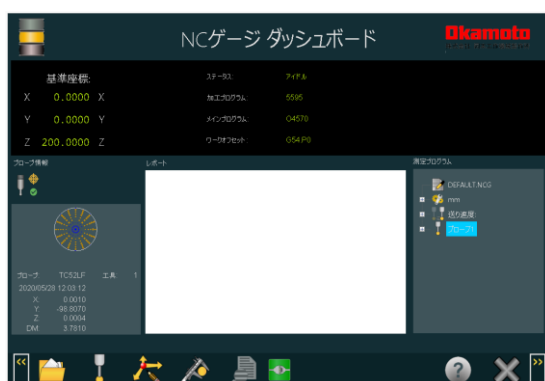 NCゲージ ダッシュボード
Okamoto
基準座標:
X 0.0000 X
Y 0.0000 Y
Z 200.0000 Z
ステータス: アイドル
加工プログラム: 5595
メインプログラム: O4570
ワークオフセット: G54.P0
プローブ情報
レポート
測定プログラム
DEFAULT.NCG
mm
送り速度:
プローブ1
プローブ: TC52LF 工具: 1
2020/05/28 12:03:12
X: 0.0010
Y: -98.8070
Z: 0.0004
DM: 3.7610